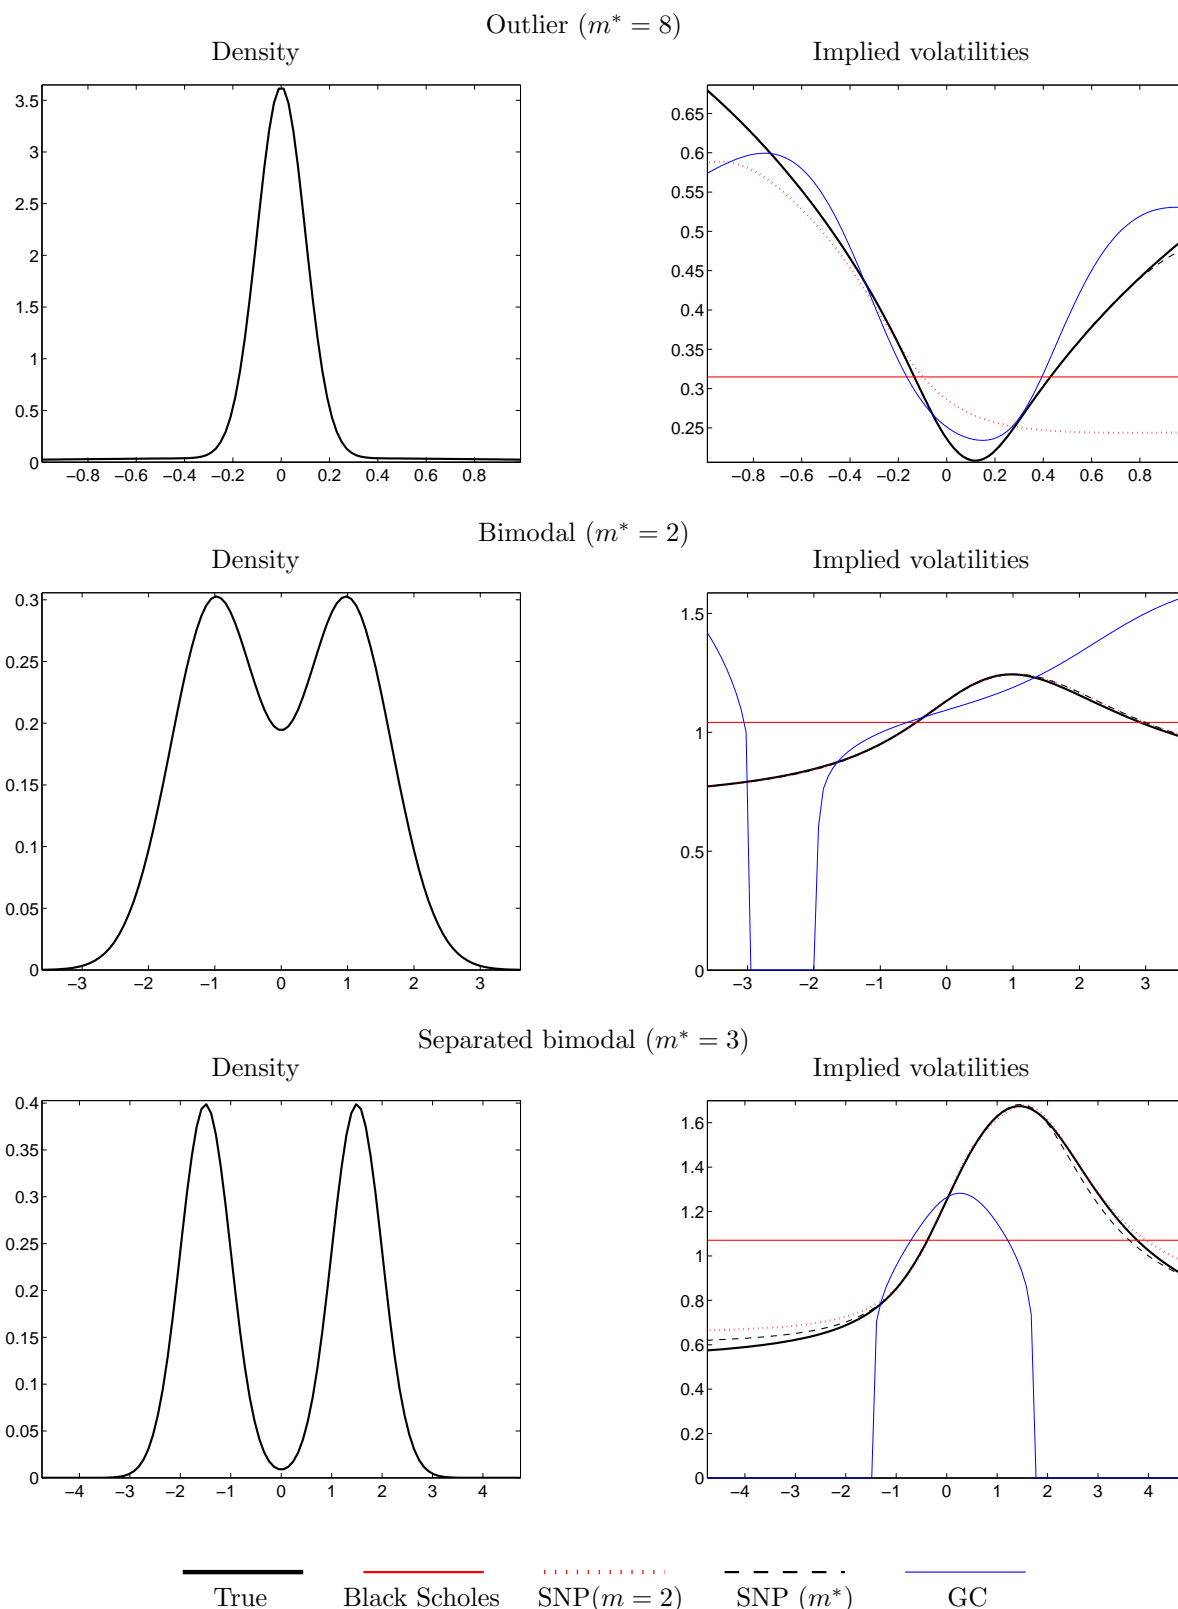 Outlier (m* = 8)
Density
Implied volatilities
3.5
3
2.5
2
1.5
1
0.5
0
−0.8 −0.6 −0.4 −0.2 0 0.2 0.4 0.6 0.8
0.65
0.6
0.55
0.5
0.45
0.4
0.35
0.3
0.25
−0.8 −0.6 −0.4 −0.2 0 0.2 0.4 0.6 0.8
Bimodal (m* = 2)
Density
Implied volatilities
0.3
0.25
0.2
0.15
0.1
0.05
0
−3 −2 −1 0 1 2 3
1.5
1
0.5
0
−3 −2 −1 0 1 2 3
Separated bimodal (m* = 3)
Density
Implied volatilities
0.4
0.35
0.3
0.25
0.2
0.15
0.1
0.05
0
−4 −3 −2 −1 0 1 2 3 4
1.6
1.4
1.2
1
0.8
0.6
0.4
0.2
0
−4 −3 −2 −1 0 1 2 3 4
True Black Scholes SNP(m = 2) SNP (m*) GC